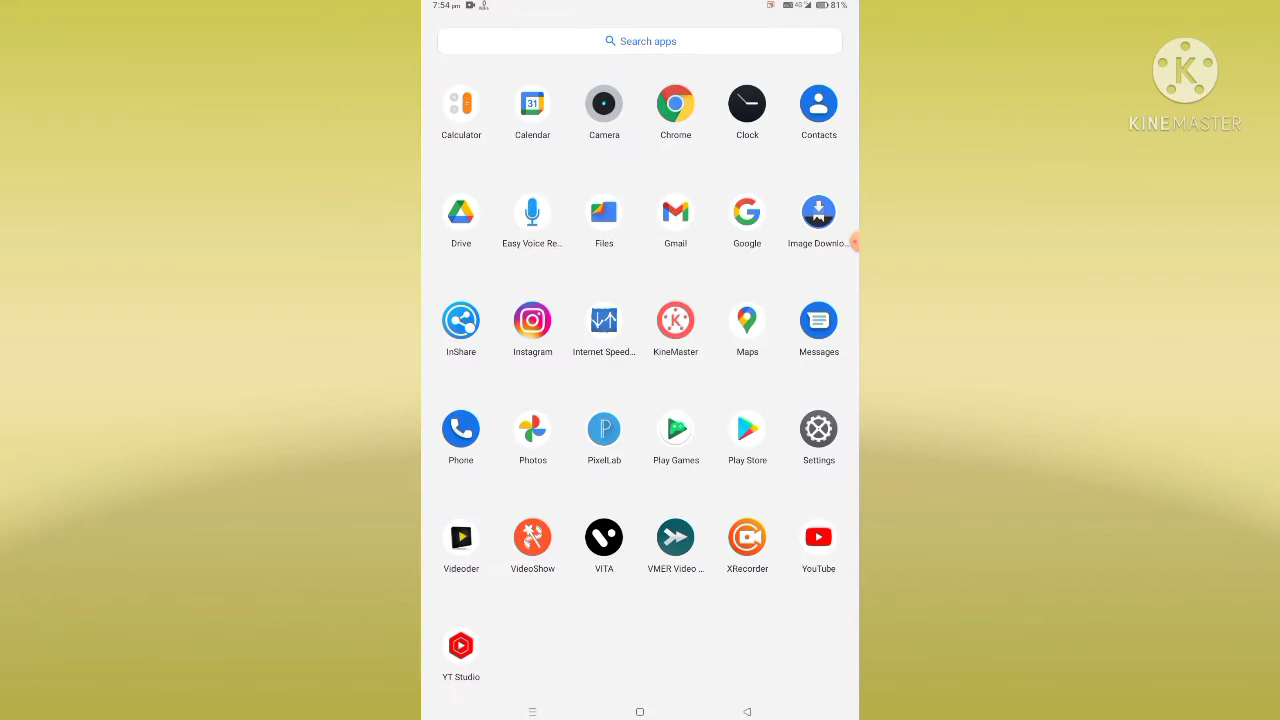 7:54 pm
4G
81%
Search apps
KINEMASTER
31
Calculator
Calendar
Camera
Chrome
Clock
Contacts
Drive
Easy Voice Re..
Files
Gmail
Google
Image Downlo...
InShare
Instagram
Internet Speed...
KineMaster
Maps
Messages
Phone
Photos
PixelLab
Play Games
Play Store
Settings
Videoder
VideoShow
VITA
VMER Video ...
XRecorder
YouTube
YT Studio